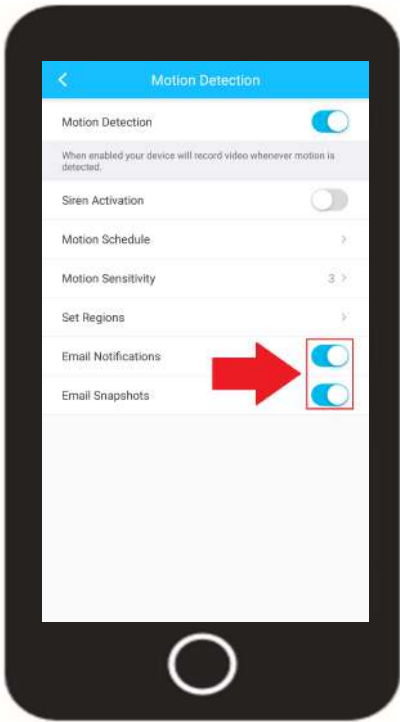 Motion Detection
Motion Detection
When enabled your device will record video whenever motion is
detected.
Siren Activation
Motion Schedule
Motion Sensitivity 3
Set Regions
Email Notifications
Email Snapshots